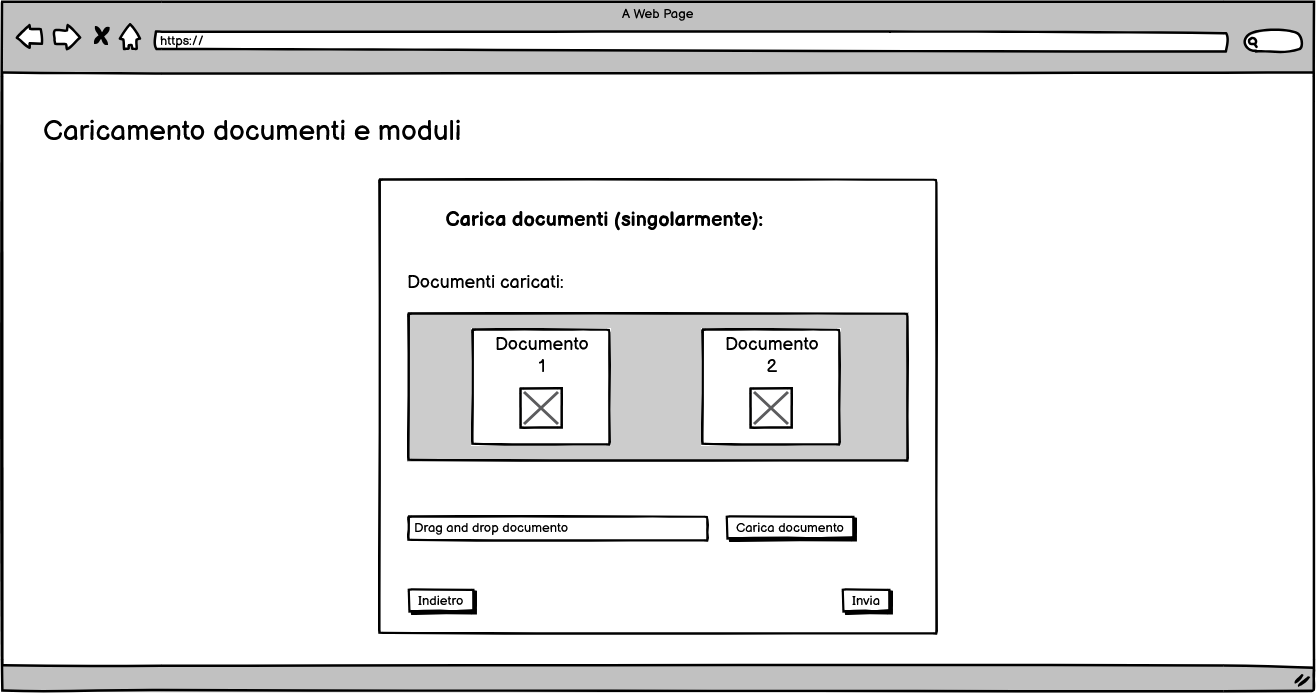 A Web Page
https://
Caricamento documenti e moduli
Carica documenti (singolarmente):
Documenti caricati:
Documento
1
Documento
2
Drag and drop documento
Carica documento
Indietro
Invia